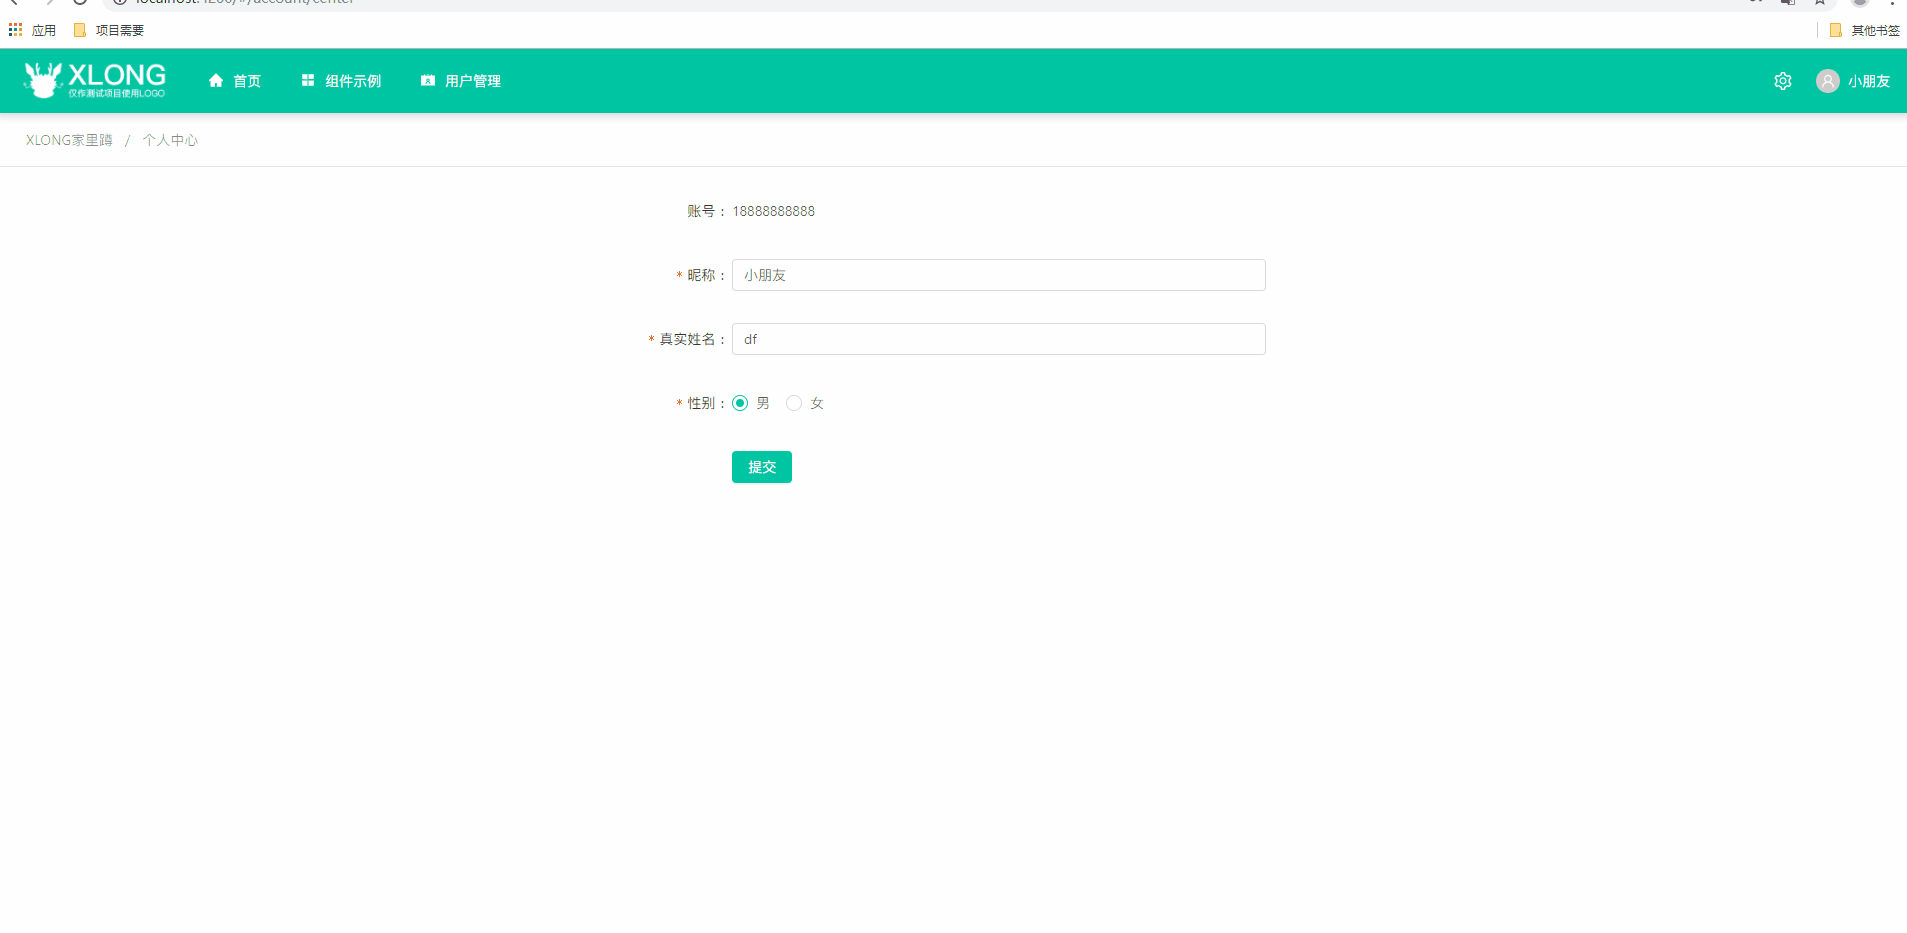 localhost:4200/#/account/center
应用 项目需要 其他书签
XLONG 首页 组件示例 用户管理 小朋友
仅作测试项目使用LOGO
XLONG家里蹲 / 个人中心
账号： 18888888888
* 昵称： 小朋友
* 真实姓名： df
* 性别： 男 女
提交